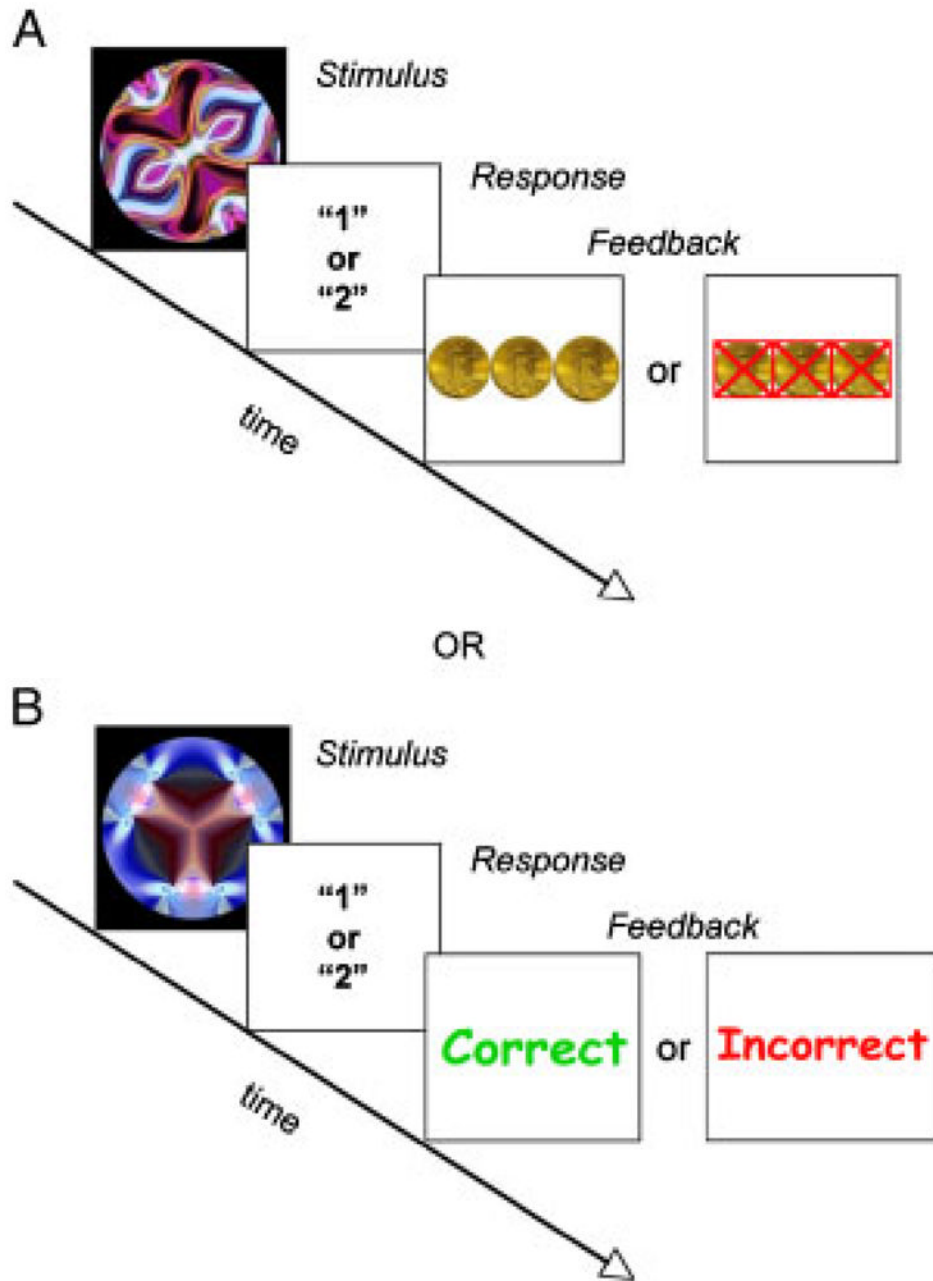 A
Stimulus
Response
“1”
or
“2”
Feedback
or
time
OR
B
Stimulus
Response
“1”
or
“2”
Feedback
Correct
or
Incorrect
time